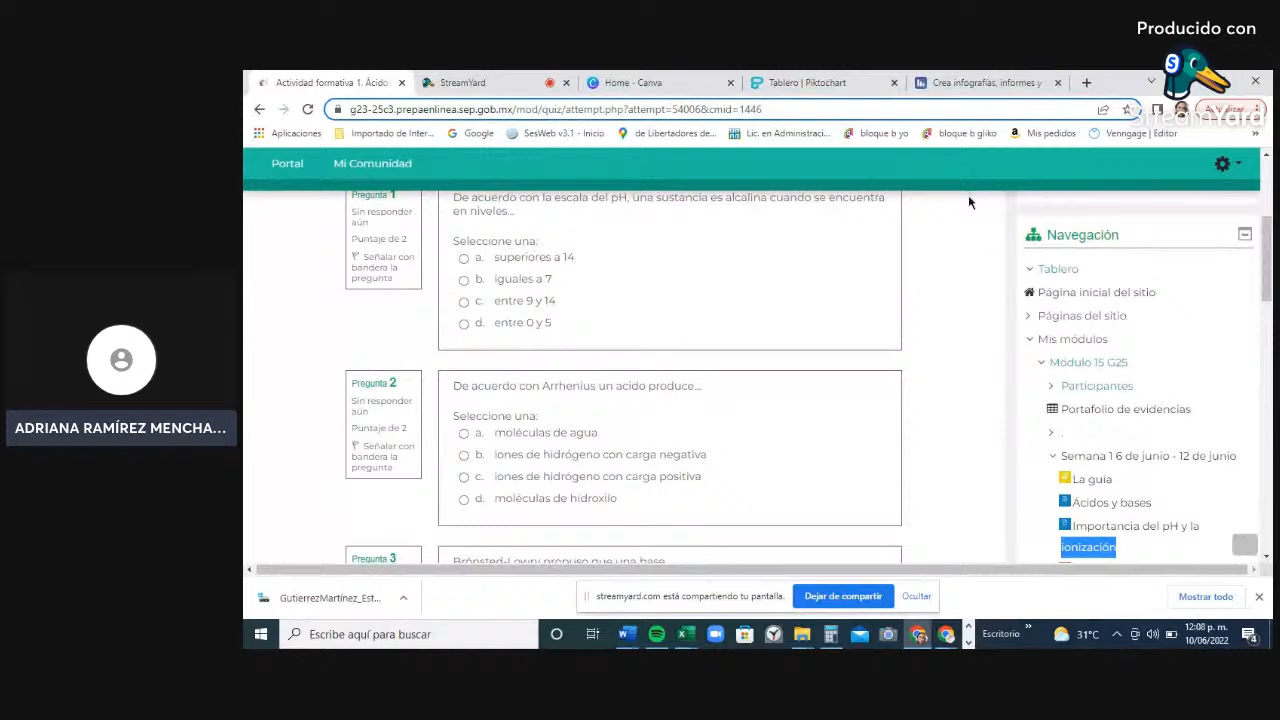 Producido con
StreamYard
Actividad formativa 1. Ácido
StreamYard
Home - Canva
Tablero | Piktochart
Crea infografías, informes y
g23-25c3.prepaenlinea.sep.gob.mx/mod/quiz/attempt.php?attempt=54006&cmid=1446
Actualizar
Aplicaciones
Importado de Inter...
Google
SesWeb v3.1 - Inicio
de Libertadores de...
Lic. en Administraci...
bloque b yo
bloque b gliko
Mis pedidos
Venngage | Editor
Portal
Mi Comunidad
Pregunta 1
Sin responder
aún
Puntaje de 2
Señalar con
bandera la
pregunta
De acuerdo con la escala del pH, una sustancia es alcalina cuando se encuentra
en niveles...
Seleccione una:
a. superiores a 14
b. iguales a 7
c. entre 9 y 14
d. entre 0 y 5
Pregunta 2
Sin responder
aún
Puntaje de 2
Señalar con
bandera la
pregunta
De acuerdo con Arrhenius un acido produce...
Seleccione una:
a. moléculas de agua
b. iones de hidrógeno con carga negativa
c. iones de hidrógeno con carga positiva
d. moléculas de hidroxilo
Pregunta 3
Brönsted-Lowry propuso que una base
Navegación
Tablero
Página inicial del sitio
Páginas del sitio
Mis módulos
Módulo 15 G25
Participantes
Portafolio de evidencias
.
Semana 1 6 de junio - 12 de junio
La guía
Ácidos y bases
Importancia del pH y la
ionización
ADRIANA RAMÍREZ MENCHA...
GutierrezMartínez_Est...
streamyard.com está compartiendo tu pantalla.
Dejar de compartir
Ocultar
Mostrar todo
Escribe aquí para buscar
Escritorio
31°C
12:08 p. m.
10/06/2022
4